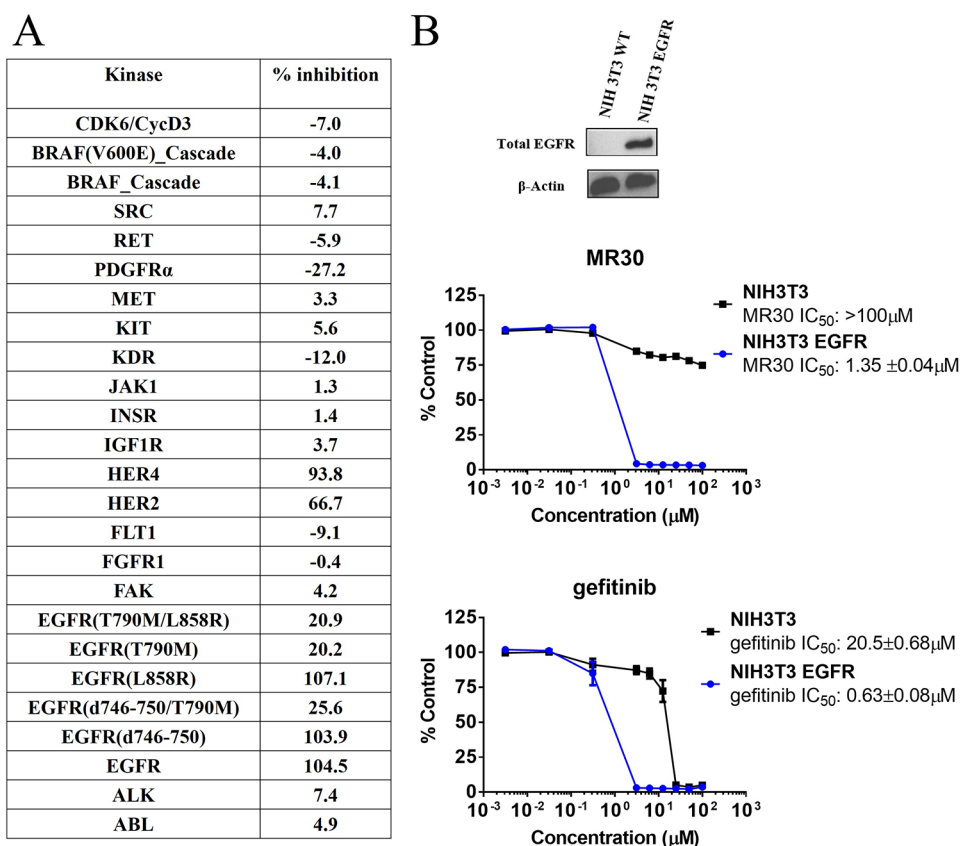 A
Kinase % inhibition
CDK6/CycD3 -7.0
BRAF(V600E)_Cascade -4.0
BRAF_Cascade -4.1
SRC 7.7
RET -5.9
PDGFRα -27.2
MET 3.3
KIT 5.6
KDR -12.0
JAK1 1.3
INSR 1.4
IGF1R 3.7
HER4 93.8
HER2 66.7
FLT1 -9.1
FGFR1 -0.4
FAK 4.2
EGFR(T790M/L858R) 20.9
EGFR(T790M) 20.2
EGFR(L858R) 107.1
EGFR(d746-750/T790M) 25.6
EGFR(d746-750) 103.9
EGFR 104.5
ALK 7.4
ABL 4.9
B
NIH 3T3 WT
NIH 3T3 EGFR
Total EGFR
β-Actin
MR30
% Control
125
100
75
50
25
0
10⁻³ 10⁻² 10⁻¹ 10⁰ 10¹ 10² 10³
Concentration (µM)
NIH3T3
MR30 IC₅₀: >100µM
NIH3T3 EGFR
MR30 IC₅₀: 1.35 ±0.04µM
gefitinib
% Control
125
100
75
50
25
0
10⁻³ 10⁻² 10⁻¹ 10⁰ 10¹ 10² 10³
Concentration (µM)
NIH3T3
gefitinib IC₅₀: 20.5±0.68µM
NIH3T3 EGFR
gefitinib IC₅₀: 0.63±0.08µM